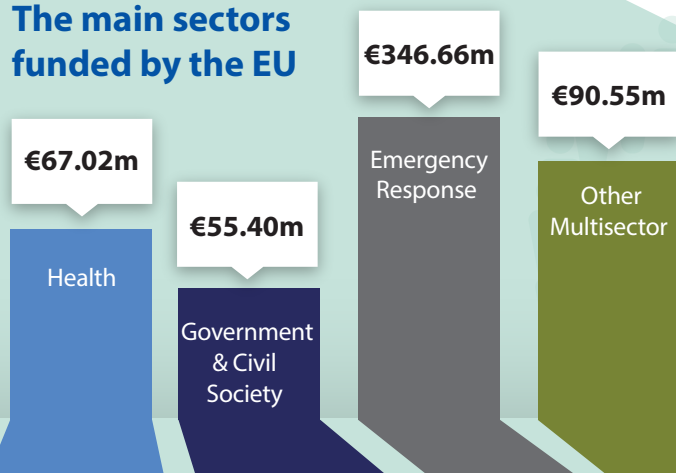 The main sectors
funded by the EU
€67.02m
Health
€55.40m
Government
& Civil
Society
€346.66m
Emergency
Response
€90.55m
Other
Multisector